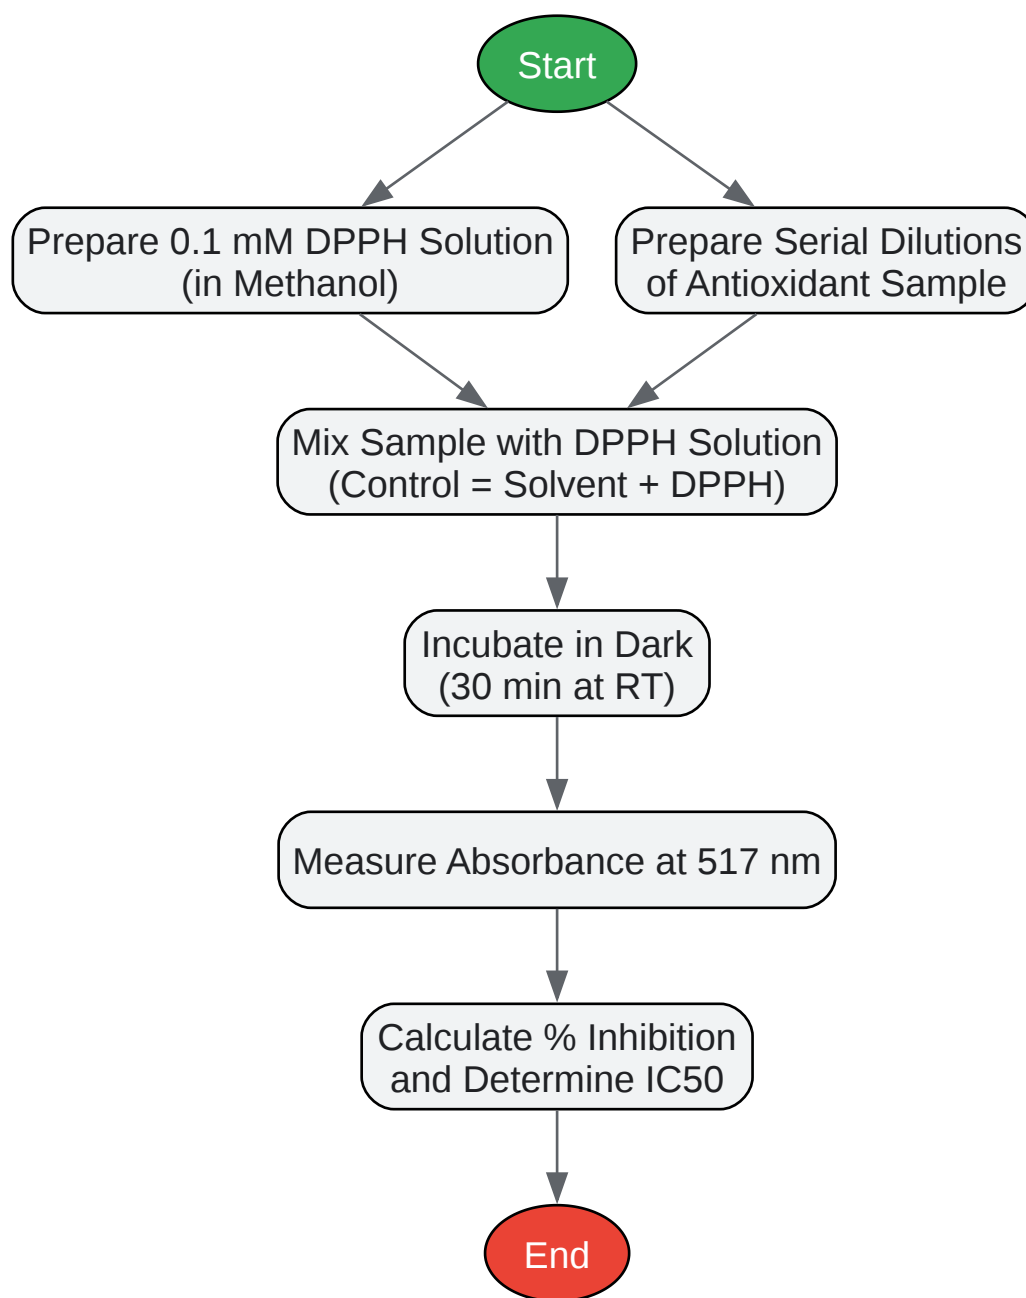 Start
Prepare 0.1 mM DPPH Solution
(in Methanol)
Prepare Serial Dilutions
of Antioxidant Sample
Mix Sample with DPPH Solution
(Control = Solvent + DPPH)
Incubate in Dark
(30 min at RT)
Measure Absorbance at 517 nm
Calculate % Inhibition
and Determine IC50
End